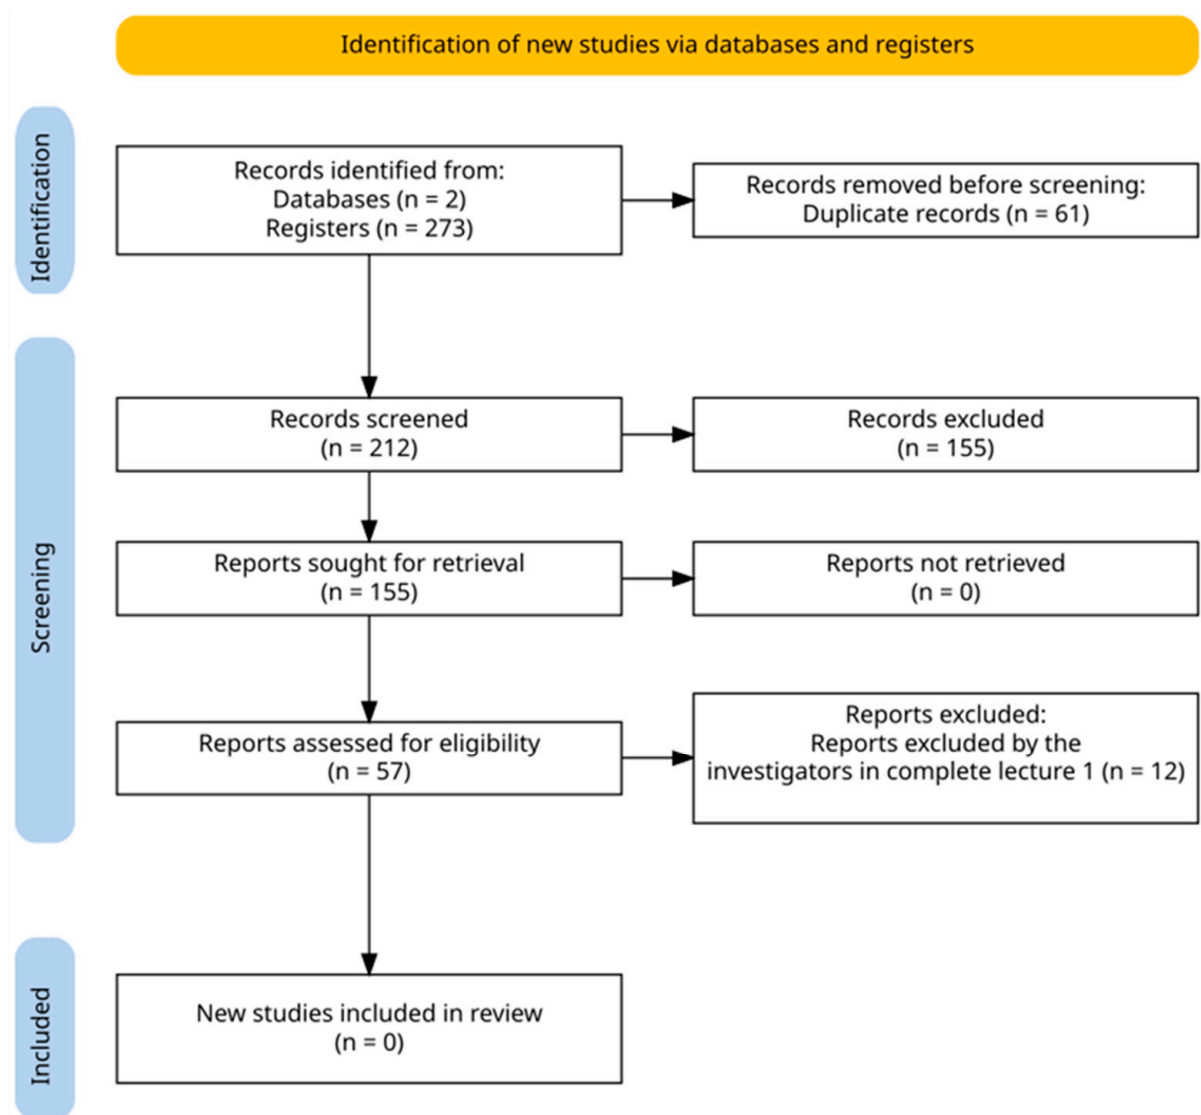 Identification of new studies via databases and registers
Identification
Records identified from:
Databases (n = 2)
Registers (n = 273)
Records removed before screening:
Duplicate records (n = 61)
Screening
Records screened
(n = 212)
Records excluded
(n = 155)
Reports sought for retrieval
(n = 155)
Reports not retrieved
(n = 0)
Reports assessed for eligibility
(n = 57)
Reports excluded:
Reports excluded by the
investigators in complete lecture 1 (n = 12)
Included
New studies included in review
(n = 0)